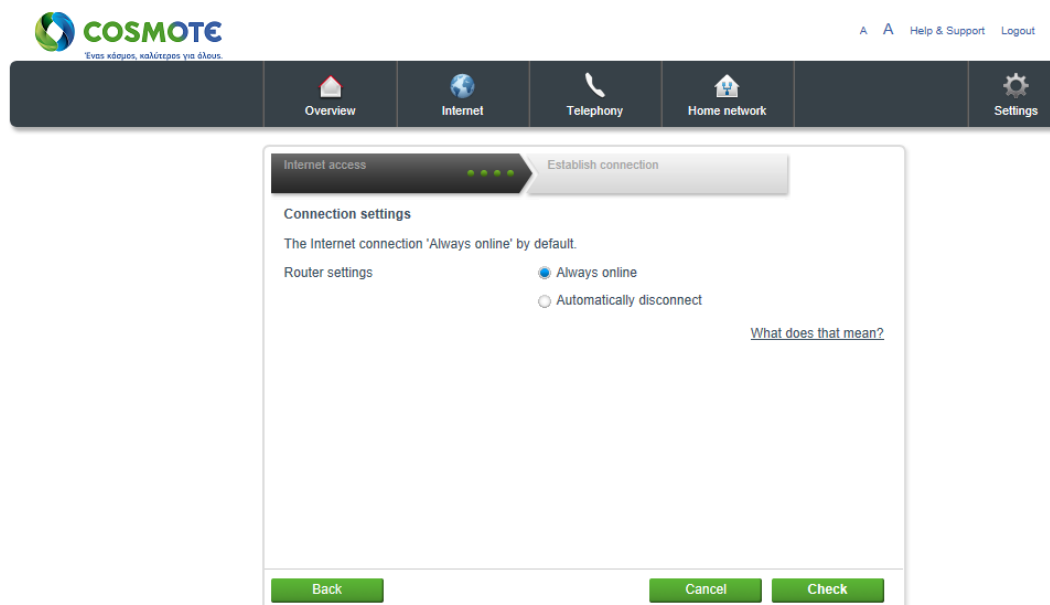 COSMOTE
Ένας κόσμος, καλύτερος για όλους.
A A Help & Support Logout
Overview Internet Telephony Home network Settings
Internet access Establish connection
Connection settings
The Internet connection 'Always online' by default.
Router settings Always online
Automatically disconnect
What does that mean?
Back Cancel Check